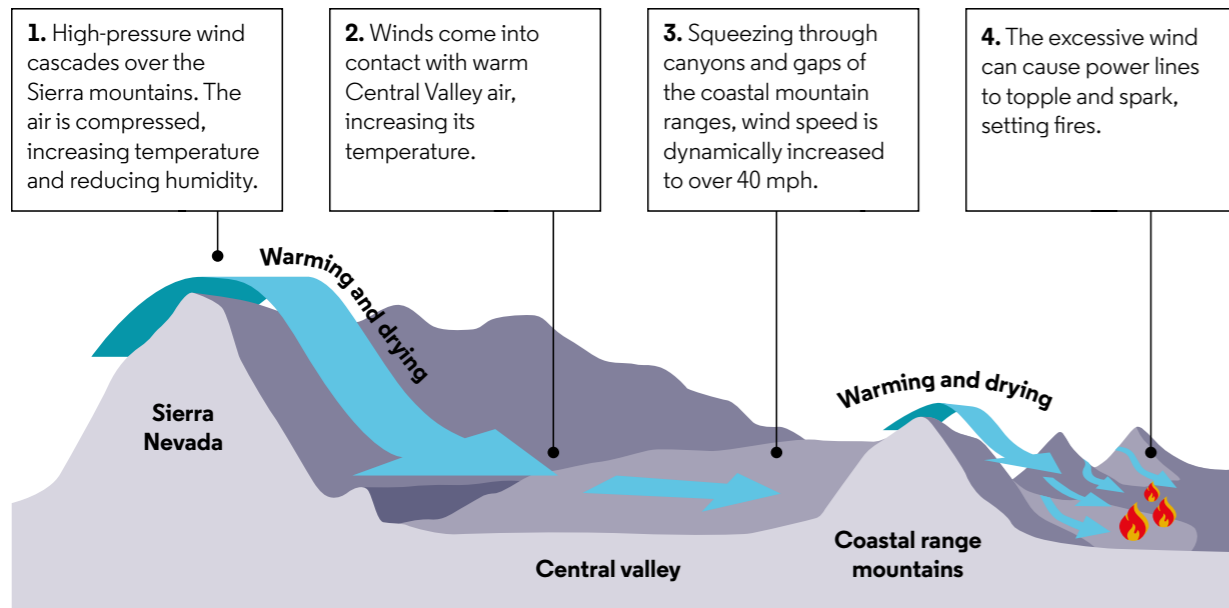 1. High-pressure wind
cascades over the
Sierra mountains. The
air is compressed,
increasing temperature
and reducing humidity.
2. Winds come into
contact with warm
Central Valley air,
increasing its
temperature.
3. Squeezing through
canyons and gaps of
the coastal mountain
ranges, wind speed is
dynamically increased
to over 40 mph.
4. The excessive wind
can cause power lines
to topple and spark,
setting fires.
Warming and drying
Sierra
Nevada
Central valley
Warming and drying
Coastal range
mountains